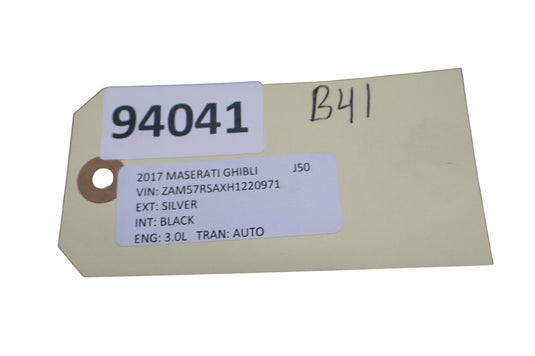 94041
B41
2017 MASERATI GHIBLI J50
VIN: ZAM57RSAXH1220971
EXT: SILVER
INT: BLACK
ENG: 3.0L TRAN: AUTO